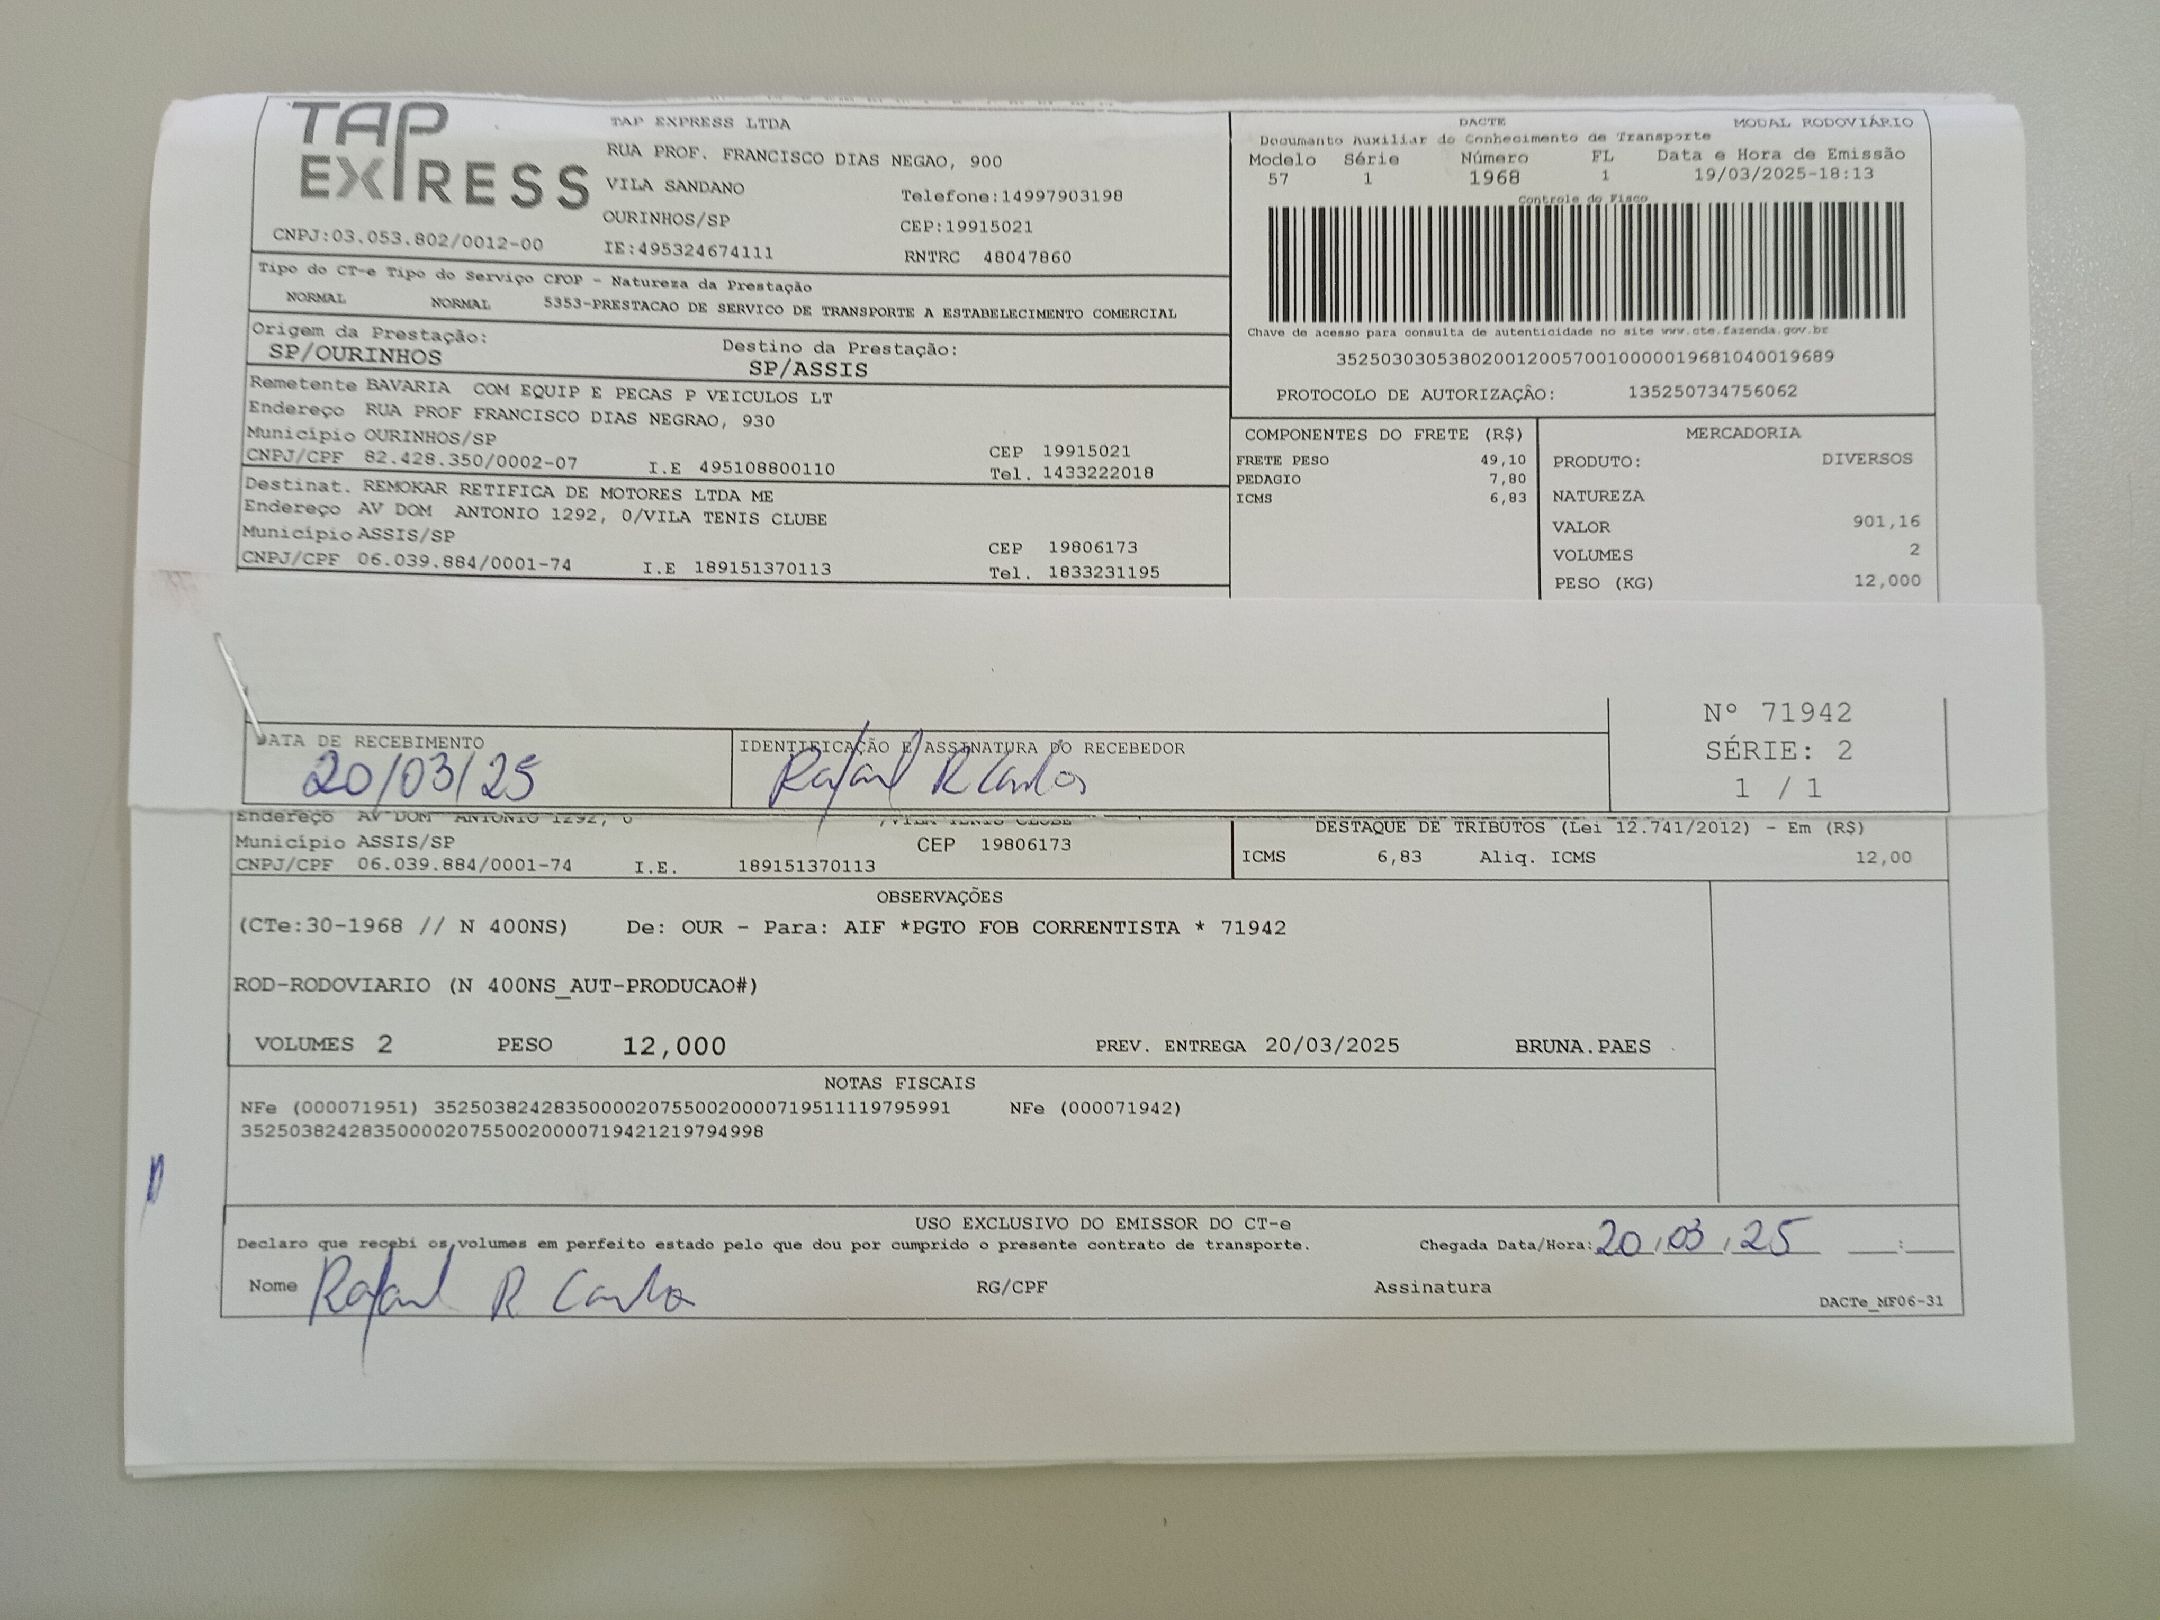 TAP EXPRESS
TAP EXPRESS LTDA
RUA PROF. FRANCISCO DIAS NEGAO, 900
VILA SANDANO Telefone:14997903198
OURINHOS/SP CEP:19915021
CNPJ:03.053.802/0012-00 IE:495324674111 RNTRC 48047860
DACTE MODAL RODOVIÁRIO
Documento Auxiliar do Conhecimento de Transporte
Modelo Série Número FL Data e Hora de Emissão
57 1 1968 1 19/03/2025-18:13
Controle do Fisco
Chave de acesso para consulta de autenticidade no site www.cte.fazenda.gov.br
35250303053802001200570010000019681040019689
PROTOCOLO DE AUTORIZAÇÃO: 135250734756062
Tipo do CT-e Tipo do Serviço CFOP - Natureza da Prestação
NORMAL NORMAL 5353-PRESTACAO DE SERVICO DE TRANSPORTE A ESTABELECIMENTO COMERCIAL
Origem da Prestação: Destino da Prestação:
SP/OURINHOS SP/ASSIS
Remetente BAVARIA COM EQUIP E PECAS P VEICULOS LT
Endereço RUA PROF FRANCISCO DIAS NEGRAO, 930
Município OURINHOS/SP CEP 19915021
CNPJ/CPF 82.428.350/0002-07 I.E 495108800110 Tel. 1433222018
Destinat. REMOKAR RETIFICA DE MOTORES LTDA ME
Endereço AV DOM ANTONIO 1292, 0/VILA TENIS CLUBE
Município ASSIS/SP CEP 19806173
CNPJ/CPF 06.039.884/0001-74 I.E 189151370113 Tel. 1833231195
COMPONENTES DO FRETE (R$)
FRETE PESO 49,10
PEDAGIO 7,80
ICMS 6,83
MERCADORIA
PRODUTO: DIVERSOS
NATUREZA
VALOR 901,16
VOLUMES 2
PESO (KG) 12,000
Nº 71942
SÉRIE: 2
1 / 1
DATA DE RECEBIMENTO IDENTIFICAÇÃO E ASSINATURA DO RECEBEDOR
20/03/25 Rafael R Carlos
Endereço AV DOM ANTONIO 1292, 0 /VILA TENIS CLUBE
Município ASSIS/SP CEP 19806173
CNPJ/CPF 06.039.884/0001-74 I.E. 189151370113
DESTAQUE DE TRIBUTOS (Lei 12.741/2012) - Em (R$)
ICMS 6,83 Aliq. ICMS 12,00
OBSERVAÇÕES
(CTe:30-1968 // N 400NS) De: OUR - Para: AIF *PGTO FOB CORRENTISTA * 71942
ROD-RODOVIARIO (N 400NS_AUT-PRODUCAO#)
VOLUMES 2 PESO 12,000 PREV. ENTREGA 20/03/2025 BRUNA.PAES
NOTAS FISCAIS
NFe (000071951) 35250382428350000207550020000719511119795991 NFe (000071942)
35250382428350000207550020000719421219794998
USO EXCLUSIVO DO EMISSOR DO CT-e
Declaro que recebi os volumes em perfeito estado pelo que dou por cumprido o presente contrato de transporte. Chegada Data/Hora: 20,03,25 __:__
Nome Rafael R Carlos RG/CPF Assinatura
DACTe_MF06-31